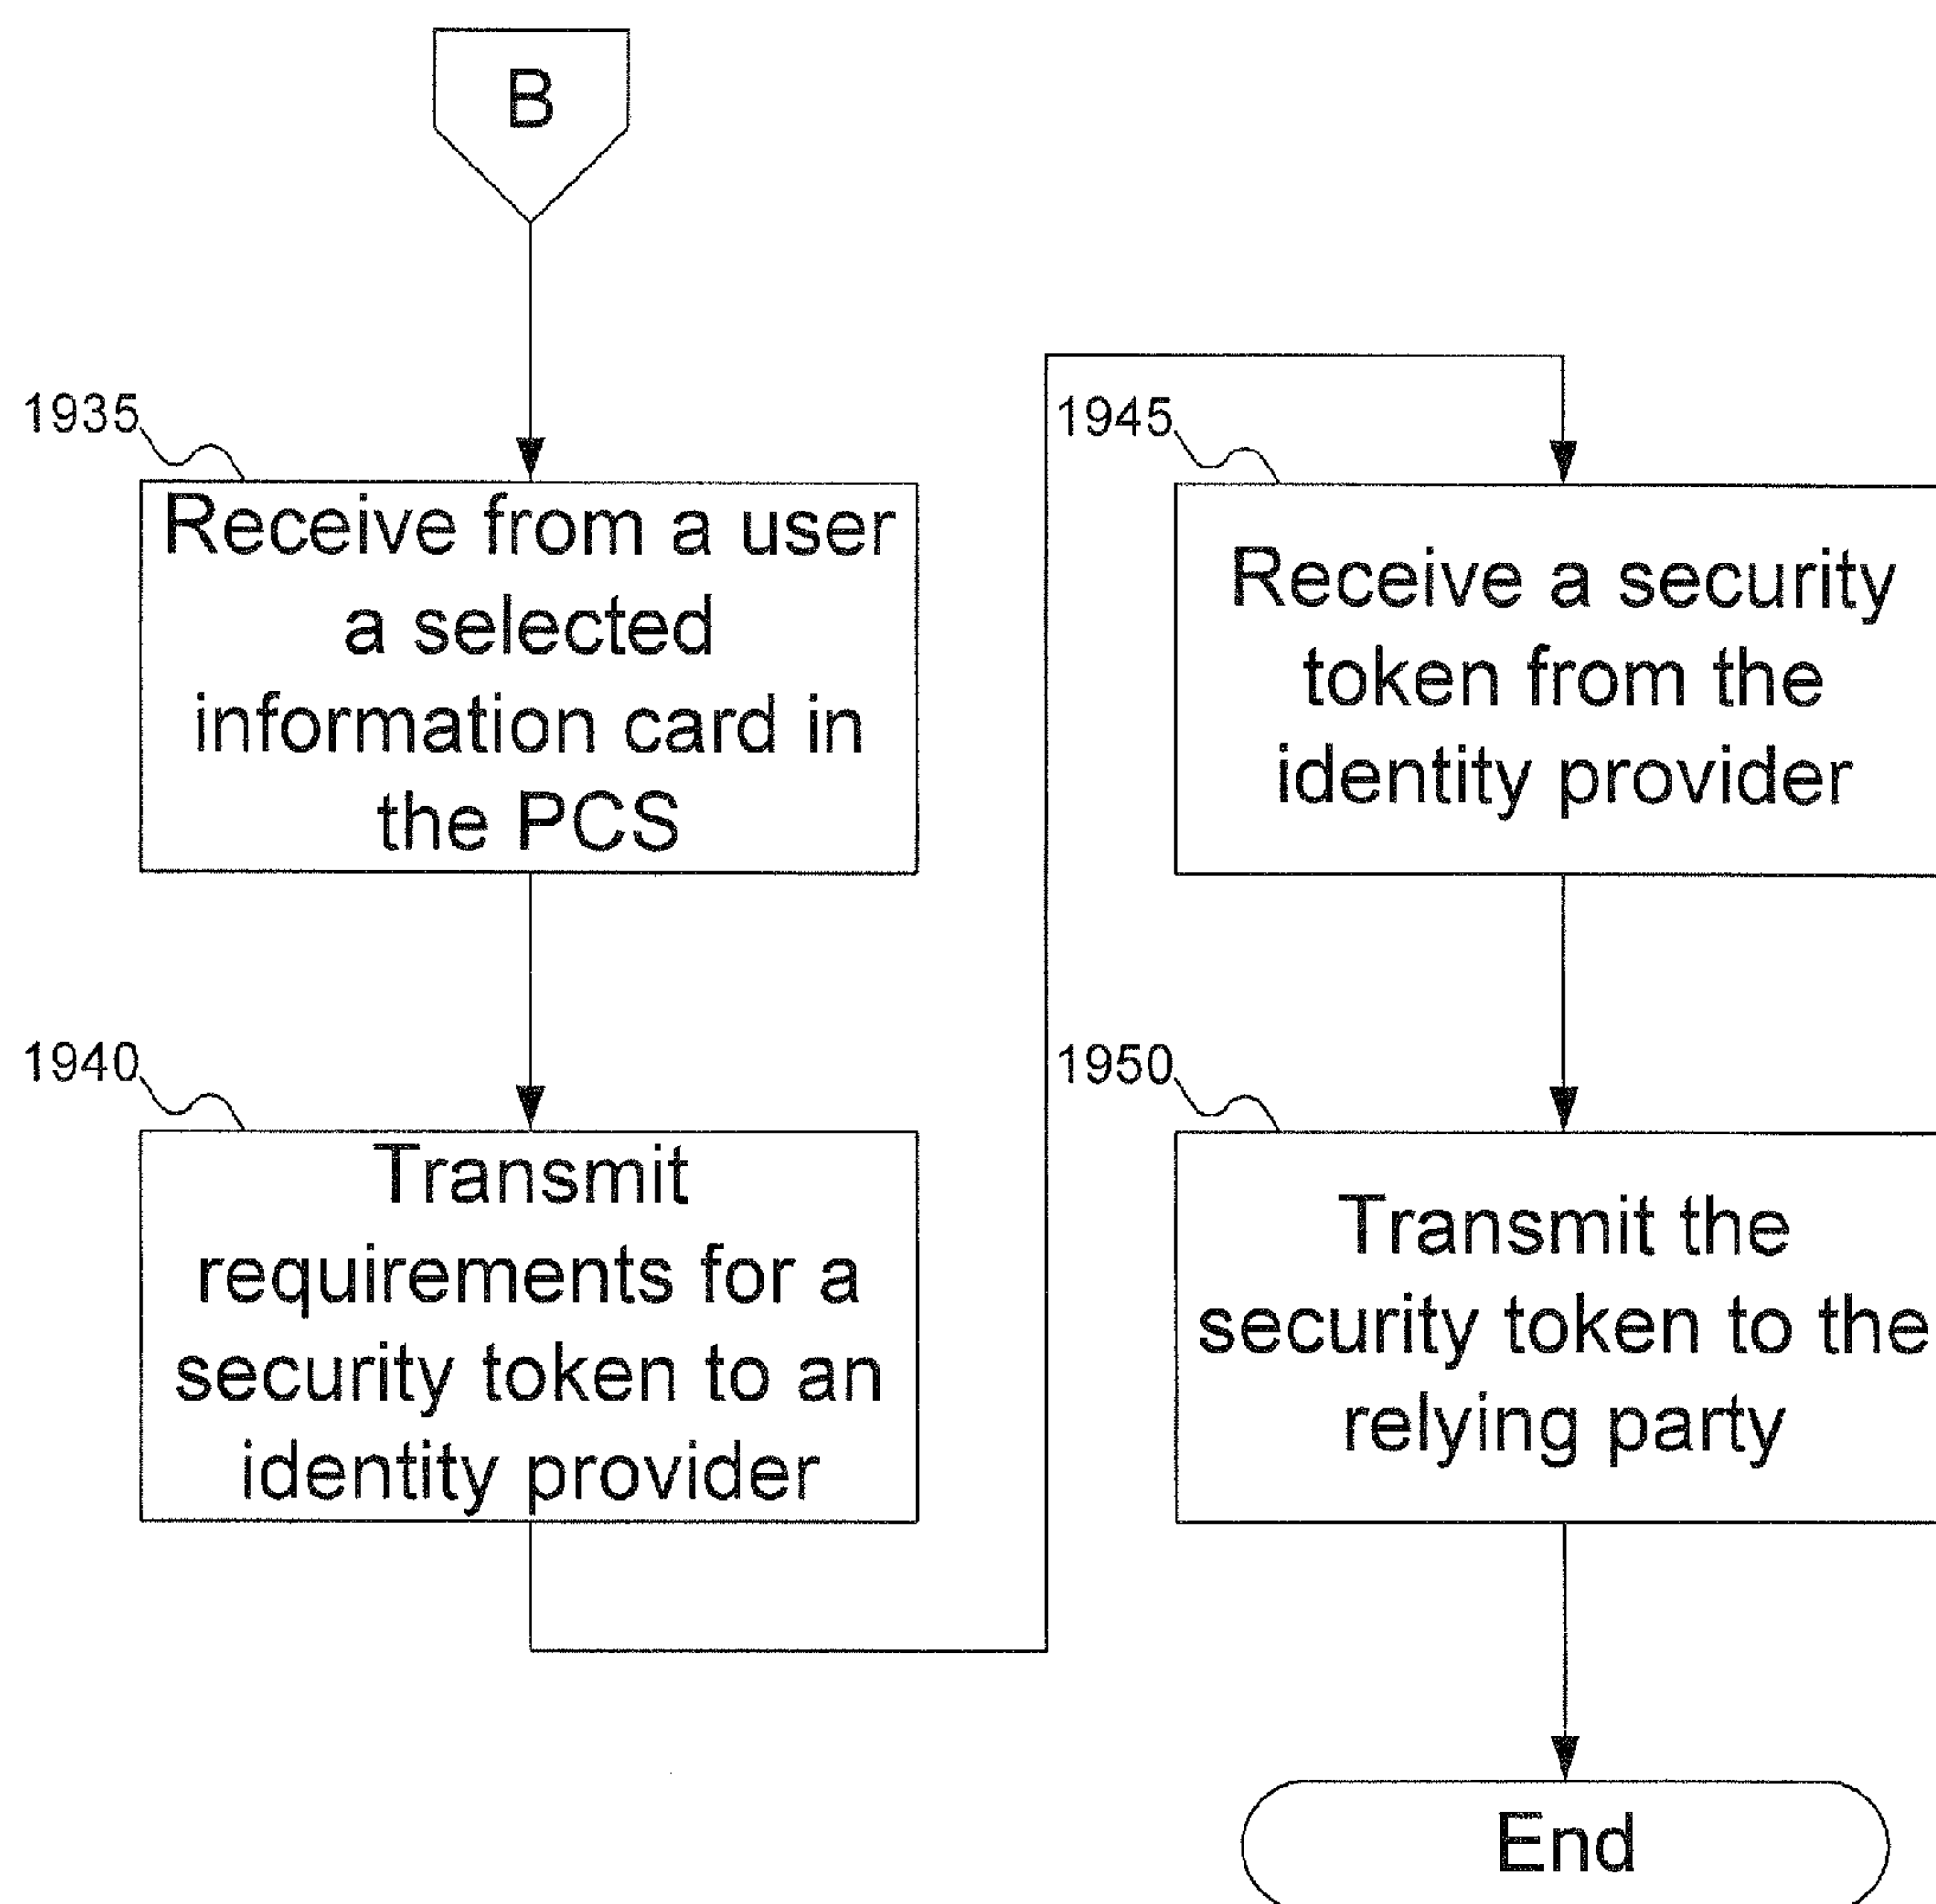 B
1935
Receive from a user
a selected
information card in
the PCS
1940
Transmit
requirements for a
security token to an
identity provider
1945
Receive a security
token from the
identity provider
1950
Transmit the
security token to the
relying party
End